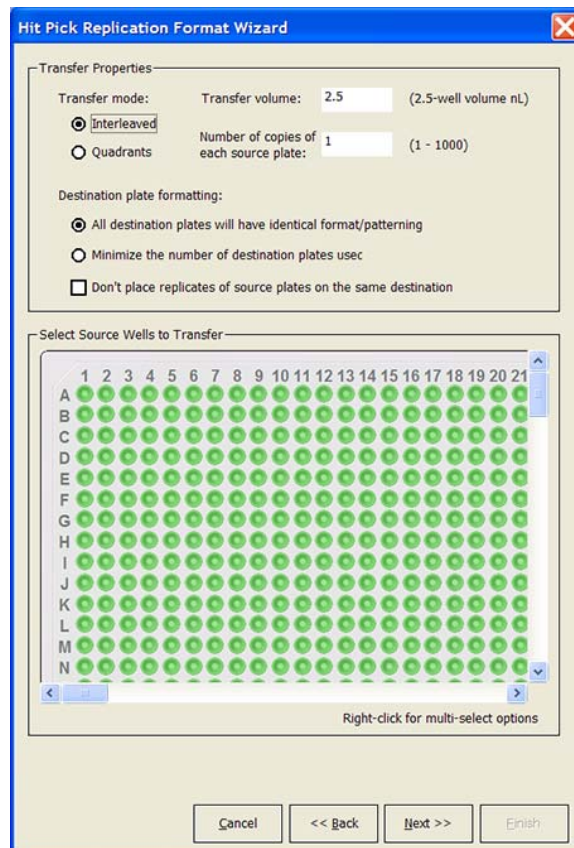 Hit Pick Replication Format Wizard
Transfer Properties
Transfer mode: Transfer volume: 2.5 (2.5-well volume nL)
Interleaved
Quadrants
Number of copies of each source plate: 1 (1 - 1000)
Destination plate formatting:
All destination plates will have identical format/patterning
Minimize the number of destination plates usec
Don't place replicates of source plates on the same destination
Select Source Wells to Transfer
1 2 3 4 5 6 7 8 9 10 11 12 13 14 15 16 17 18 19 20 21
A
B
C
D
E
F
G
H
I
J
K
L
M
N
Right-click for multi-select options
Cancel << Back Next >> Finish